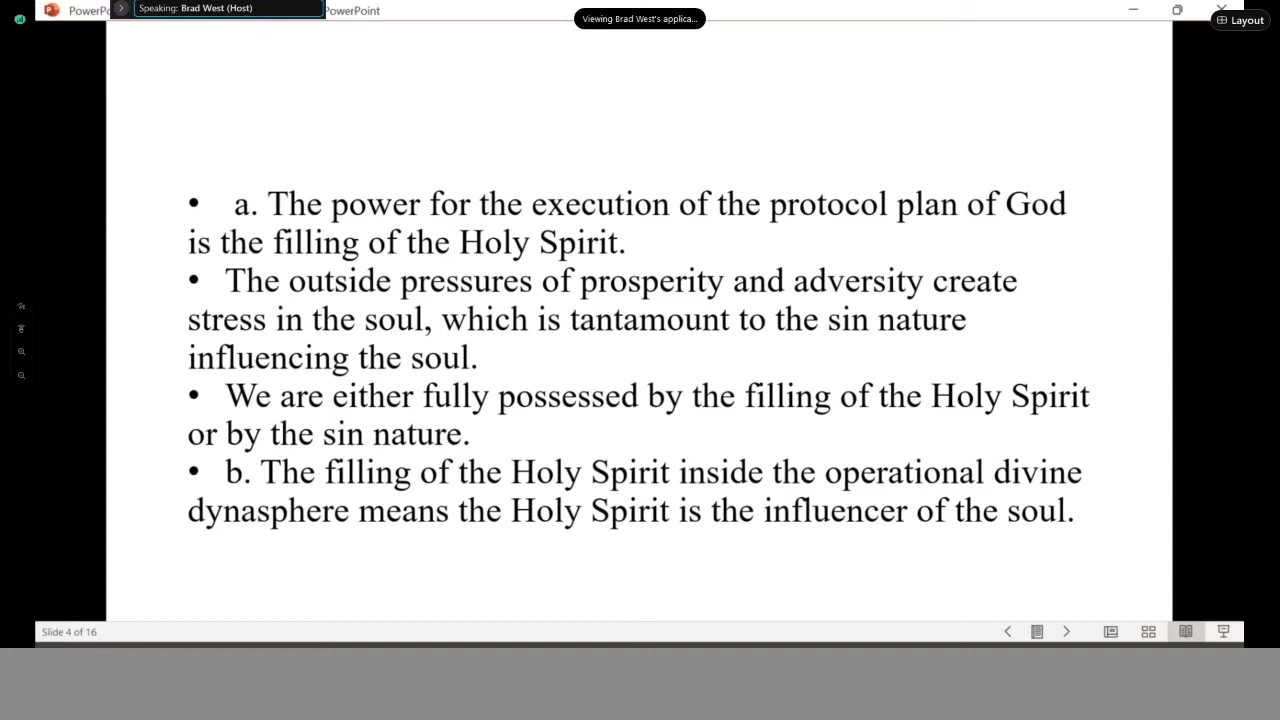 PowerPo
Speaking: Brad West (Host)
PowerPoint
Viewing Brad West's applica...
Layout
• a. The power for the execution of the protocol plan of God
is the filling of the Holy Spirit.
• The outside pressures of prosperity and adversity create
stress in the soul, which is tantamount to the sin nature
influencing the soul.
• We are either fully possessed by the filling of the Holy Spirit
or by the sin nature.
• b. The filling of the Holy Spirit inside the operational divine
dynasphere means the Holy Spirit is the influencer of the soul.
Slide 4 of 16